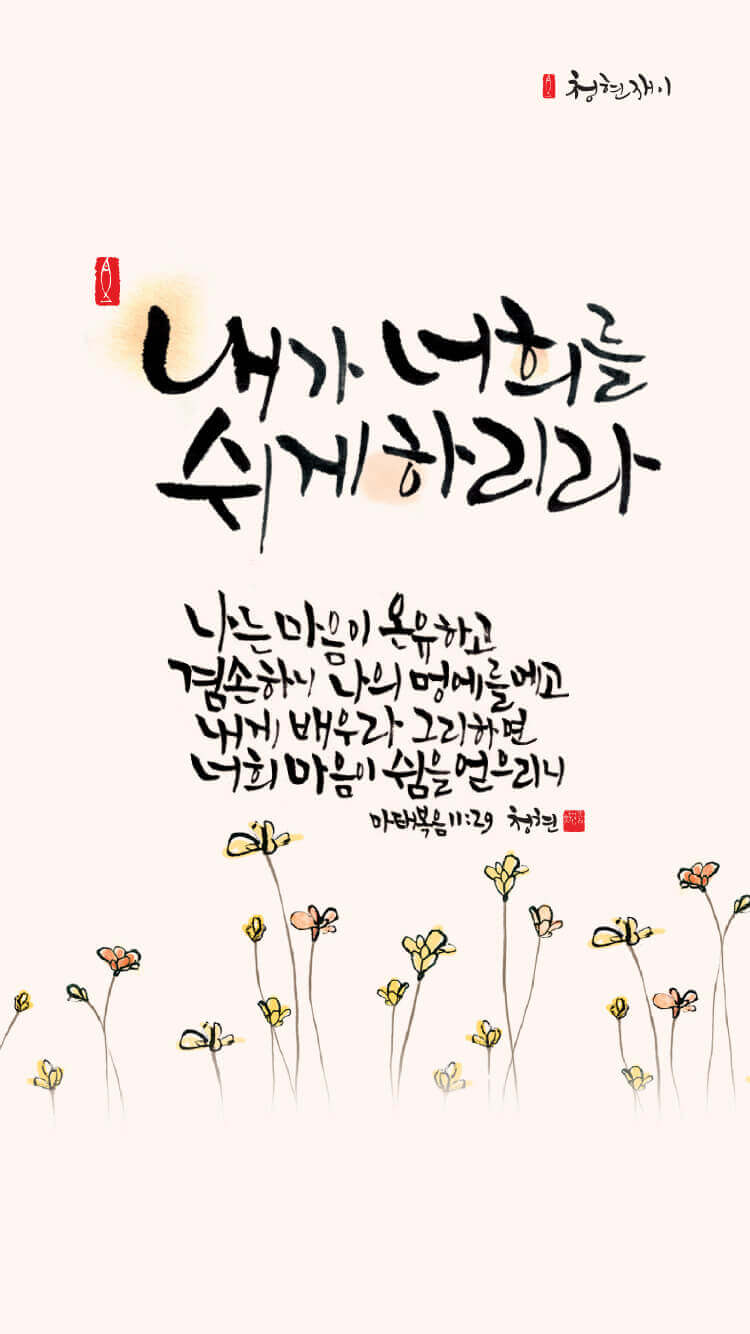 청현재이
내가 너희를
쉬게 하리라
나는 마음이 온유하고
겸손하니 나의 멍에를 메고
내게 배우라 그리하면
너희 마음이 쉼을 얻으리니
마태복음 11:29 청현